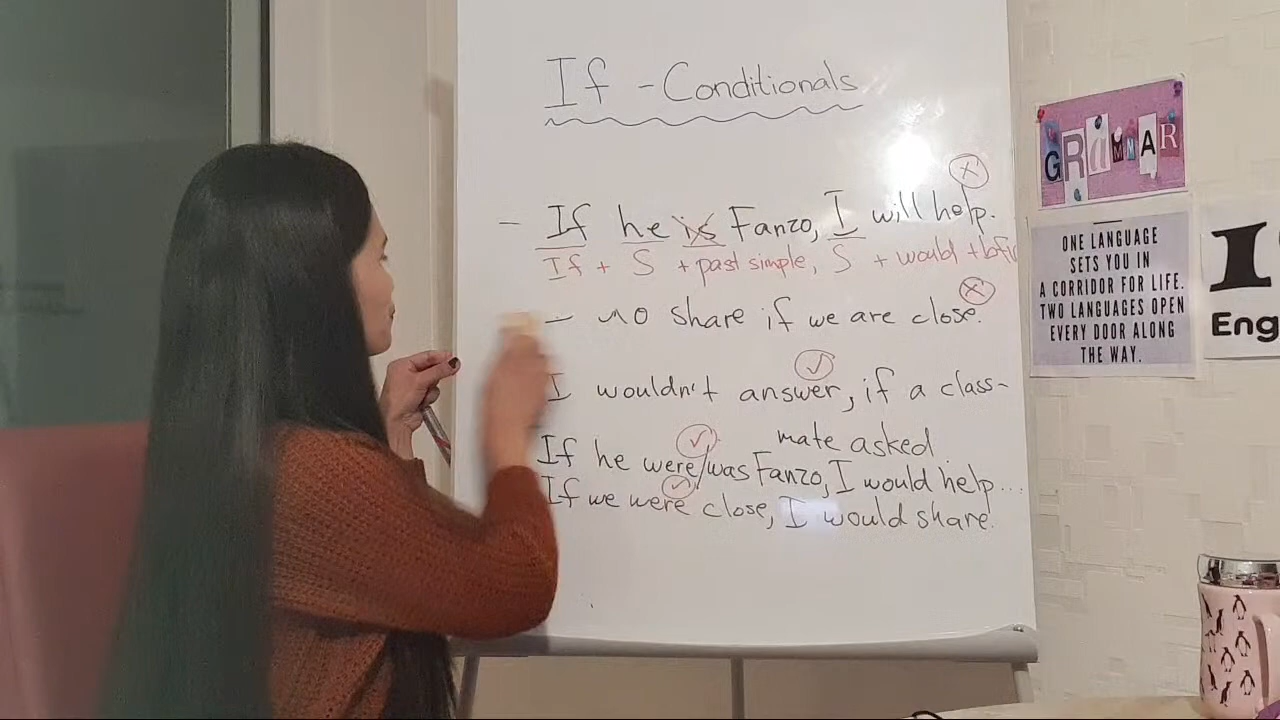 If - Conditionals
- If he is Fanzo, I will help.
If + S + past simple, S + would + bfi
- no share if we are close.
I wouldn't answer, if a class-
mate asked
If he were/was Fanzo, I would help...
If we were close, I would share.
GRAMMAR
ONE LANGUAGE
SETS YOU IN
A CORRIDOR FOR LIFE.
TWO LANGUAGES OPEN
EVERY DOOR ALONG
THE WAY.
I
Eng